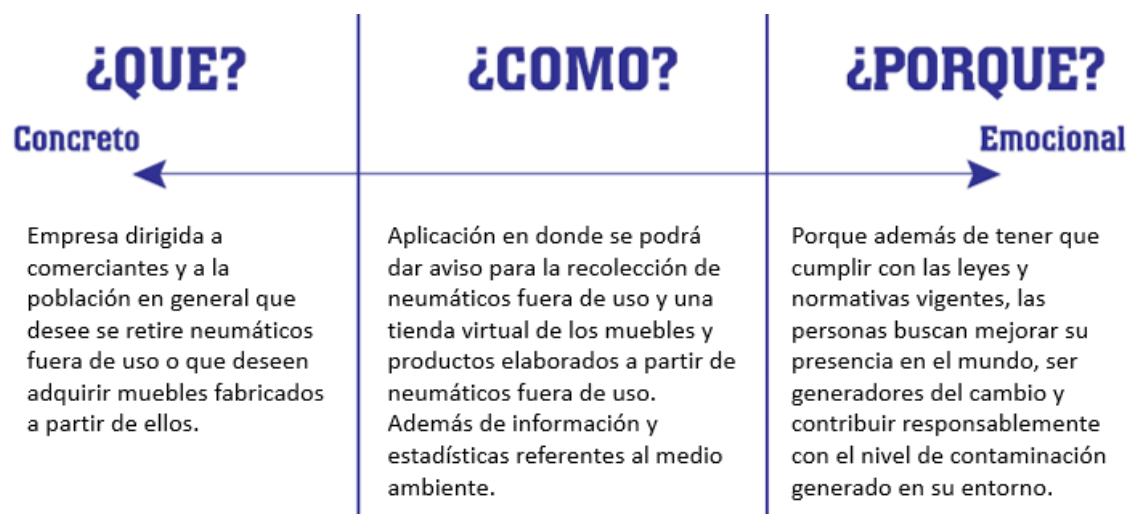 ¿QUE?
¿COMO?
¿PORQUE?
Concreto
Emocional
Empresa dirigida a
comerciantes y a la
población en general que
desee se retire neumáticos
fuera de uso o que deseen
adquirir muebles fabricados
a partir de ellos.
Aplicación en donde se podrá
dar aviso para la recolección de
neumáticos fuera de uso y una
tienda virtual de los muebles y
productos elaborados a partir de
neumáticos fuera de uso.
Además de información y
estadísticas referentes al medio
ambiente.
Porque además de tener que
cumplir con las leyes y
normativas vigentes, las
personas buscan mejorar su
presencia en el mundo, ser
generadores del cambio y
contribuir responsablemente
con el nivel de contaminación
generado en su entorno.